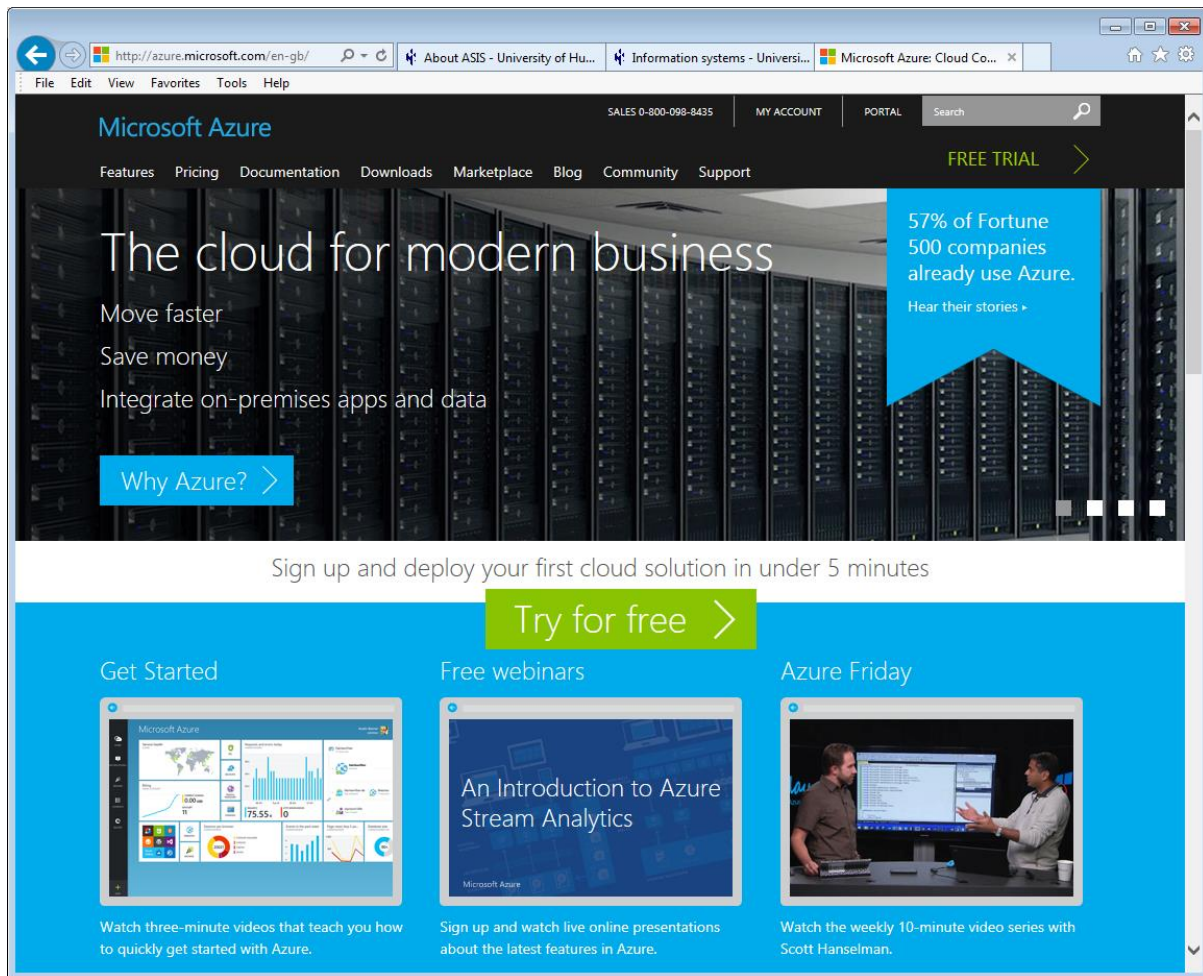 http://azure.microsoft.com/en-gb/
About ASIS - University of Hu...
Information systems - Universi...
Microsoft Azure: Cloud Co...
File Edit View Favorites Tools Help
SALES 0-800-098-8435 MY ACCOUNT PORTAL Search
Microsoft Azure
FREE TRIAL
Features Pricing Documentation Downloads Marketplace Blog Community Support
The cloud for modern business
Move faster
Save money
Integrate on-premises apps and data
Why Azure?
57% of Fortune
500 companies
already use Azure.
Hear their stories
Sign up and deploy your first cloud solution in under 5 minutes
Try for free
Get Started
Microsoft Azure
0.00
11
75.55
0
Watch three-minute videos that teach you how
to quickly get started with Azure.
Free webinars
An Introduction to Azure
Stream Analytics
Microsoft Azure
Sign up and watch live online presentations
about the latest features in Azure.
Azure Friday
Watch the weekly 10-minute video series with
Scott Hanselman.